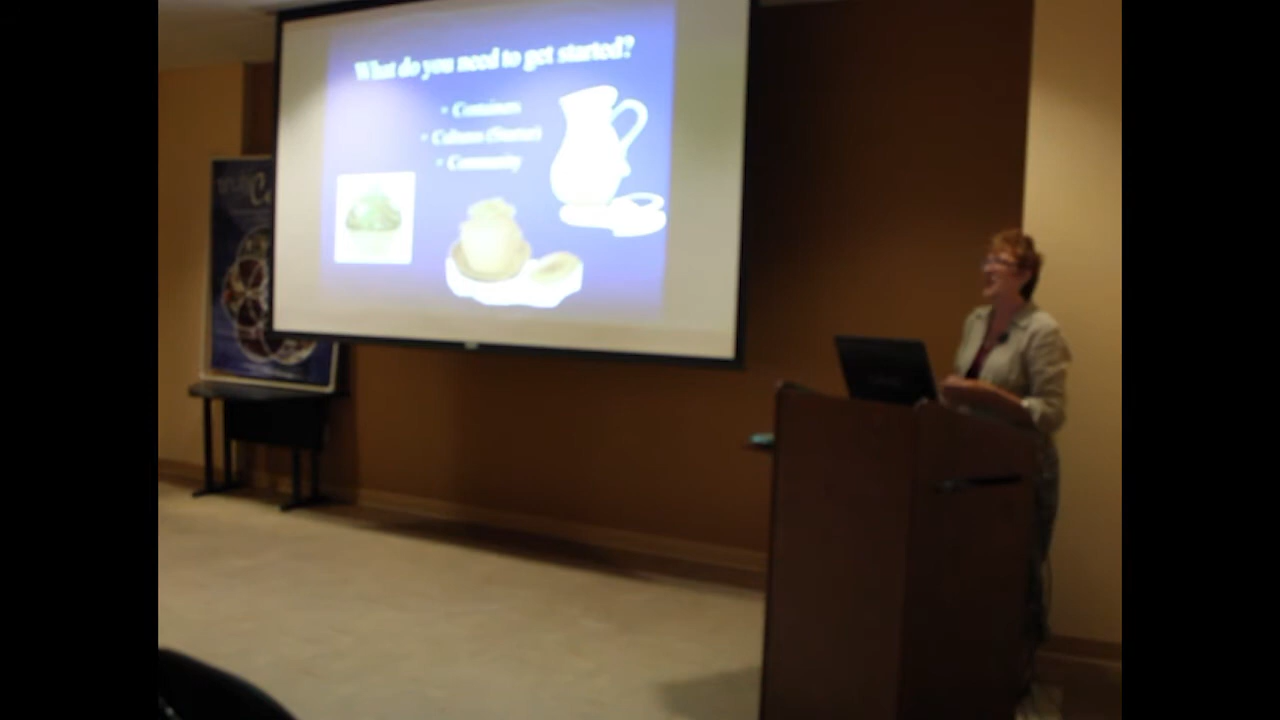 What do you need to get started?
• Containers
• Cultures (Starter)
• Community